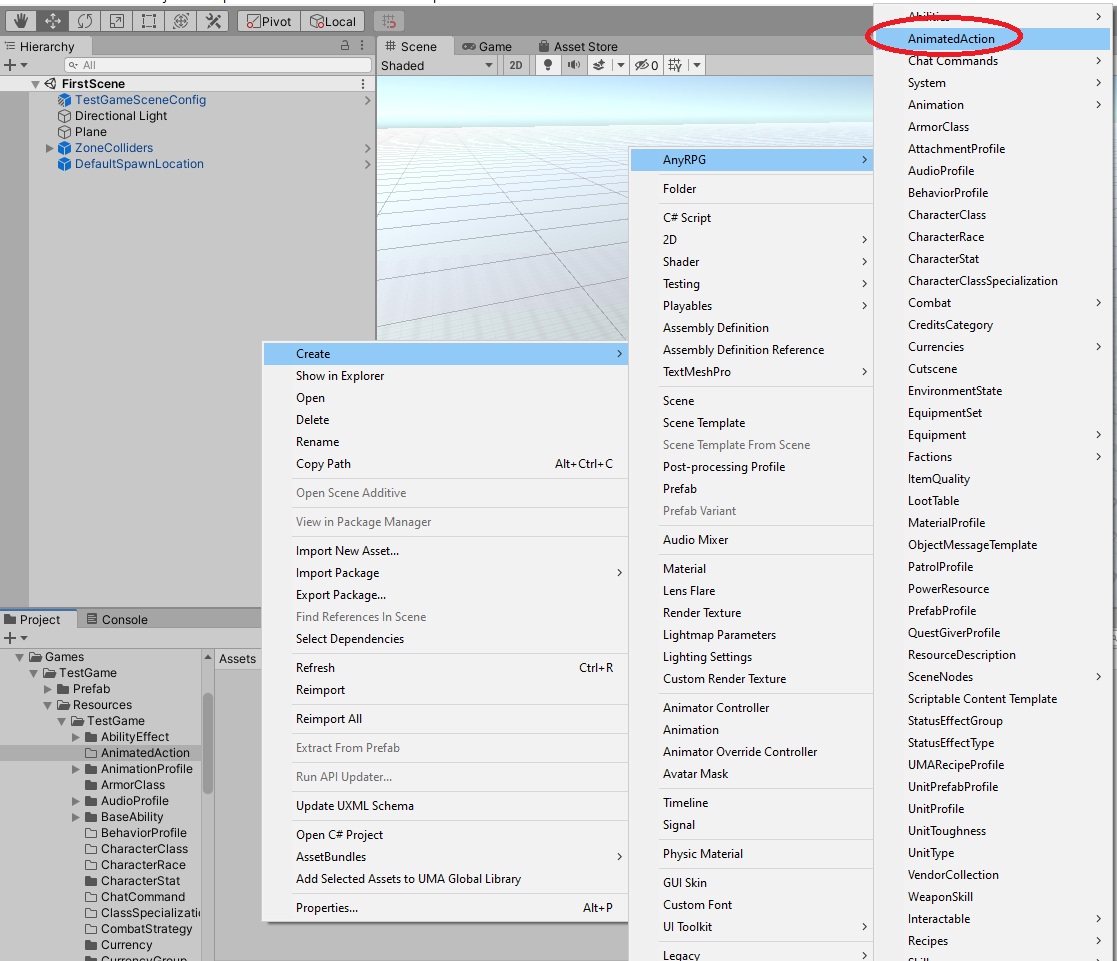 Pivot
Local
Hierarchy
Scene
Game
Asset Store
All
Shaded
2D
0
FirstScene
TestGameSceneConfig
Directional Light
Plane
ZoneColliders
DefaultSpawnLocation
Project
Console
Games
TestGame
Prefab
Resources
TestGame
AbilityEffect
AnimatedAction
AnimationProfile
ArmorClass
AudioProfile
BaseAbility
BehaviorProfile
CharacterClass
CharacterRace
CharacterStat
ChatCommand
ClassSpecializati
CombatStrategy
Currency
CurrencyGroup
Assets
Create
Show in Explorer
Open
Delete
Rename
Copy Path Alt+Ctrl+C
Open Scene Additive
View in Package Manager
Import New Asset...
Import Package
Export Package...
Find References In Scene
Select Dependencies
Refresh Ctrl+R
Reimport
Reimport All
Extract From Prefab
Run API Updater...
Update UXML Schema
Open C# Project
AssetBundles
Add Selected Assets to UMA Global Library
Properties... Alt+P
AnyRPG
Folder
C# Script
2D
Shader
Testing
Playables
Assembly Definition
Assembly Definition Reference
TextMeshPro
Scene
Scene Template
Scene Template From Scene
Post-processing Profile
Prefab
Prefab Variant
Audio Mixer
Material
Lens Flare
Render Texture
Lightmap Parameters
Lighting Settings
Custom Render Texture
Animator Controller
Animation
Animator Override Controller
Avatar Mask
Timeline
Signal
Physic Material
GUI Skin
Custom Font
UI Toolkit
Legacy
Abilities
AnimatedAction
Chat Commands
System
Animation
ArmorClass
AttachmentProfile
AudioProfile
BehaviorProfile
CharacterClass
CharacterRace
CharacterStat
CharacterClassSpecialization
Combat
CreditsCategory
Currencies
Cutscene
EnvironmentState
EquipmentSet
Equipment
Factions
ItemQuality
LootTable
MaterialProfile
ObjectMessageTemplate
PatrolProfile
PowerResource
PrefabProfile
QuestGiverProfile
ResourceDescription
SceneNodes
Scriptable Content Template
StatusEffectGroup
StatusEffectType
UMARecipeProfile
UnitPrefabProfile
UnitProfile
UnitToughness
UnitType
VendorCollection
WeaponSkill
Interactable
Recipes